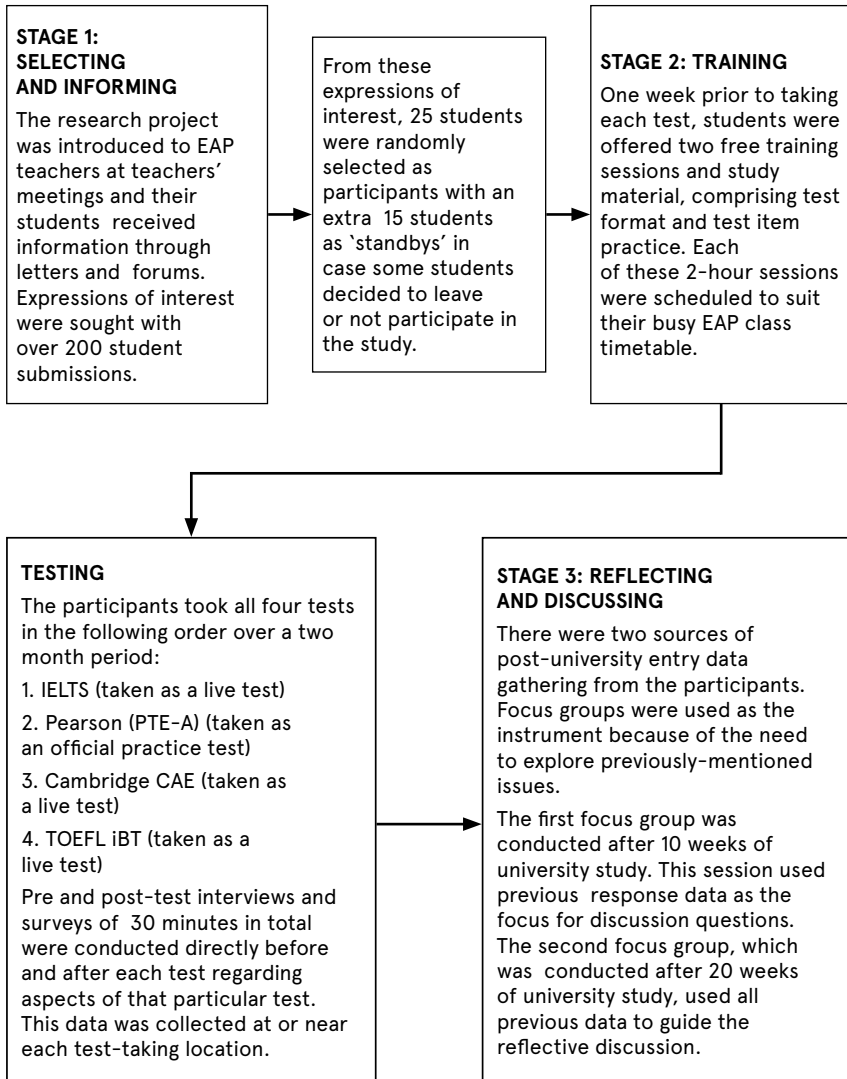 STAGE 1:
SELECTING
AND INFORMING
The research project
was introduced to EAP
teachers at teachers’
meetings and their
students received
information through
letters and forums.
Expressions of interest
were sought with
over 200 student
submissions.
From these
expressions of
interest, 25 students
were randomly
selected as
participants with an
extra 15 students
as ‘standbys’ in
case some students
decided to leave
or not participate in
the study.
STAGE 2: TRAINING
One week prior to taking
each test, students were
offered two free training
sessions and study
material, comprising test
format and test item
practice. Each
of these 2-hour sessions
were scheduled to suit
their busy EAP class
timetable.
TESTING
The participants took all four tests
in the following order over a two
month period:
1. IELTS (taken as a live test)
2. Pearson (PTE-A) (taken as
an official practice test)
3. Cambridge CAE (taken as
a live test)
4. TOEFL iBT (taken as a
live test)
Pre and post-test interviews and
surveys of 30 minutes in total
were conducted directly before
and after each test regarding
aspects of that particular test.
This data was collected at or near
each test-taking location.
STAGE 3: REFLECTING
AND DISCUSSING
There were two sources of
post-university entry data
gathering from the participants.
Focus groups were used as the
instrument because of the need
to explore previously-mentioned
issues.
The first focus group was
conducted after 10 weeks of
university study. This session used
previous response data as the
focus for discussion questions.
The second focus group, which
was conducted after 20 weeks
of university study, used all
previous data to guide the
reflective discussion.